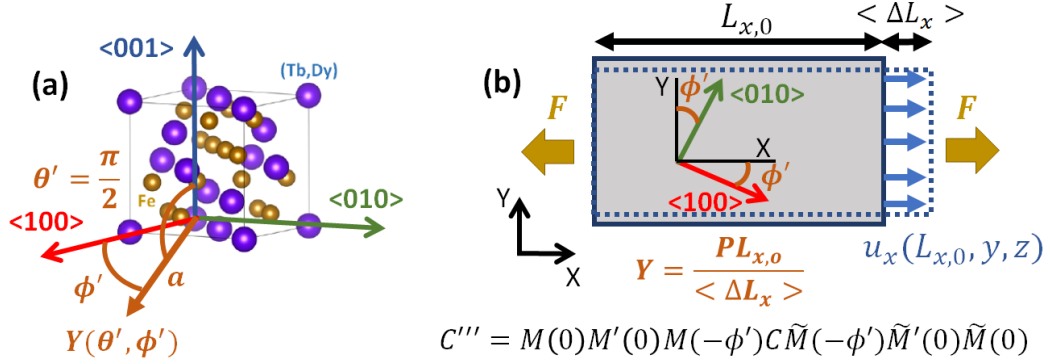 (a)
<001>
(Tb,Dy)
θ′ = π/2
Fe
<100>
<010>
ϕ′
a
Y(θ′, ϕ′)
(b)
L_{x,0}
< ΔL_x >
F
F
Y
ϕ′
<010>
X
ϕ′
<100>
Y
X
Y = PL_{x,o} / < ΔL_x >
u_x(L_{x,0}, y, z)
C′′′ = M(0)M′(0)M(−ϕ′)CM̃(−ϕ′)M̃′(0)M̃(0)